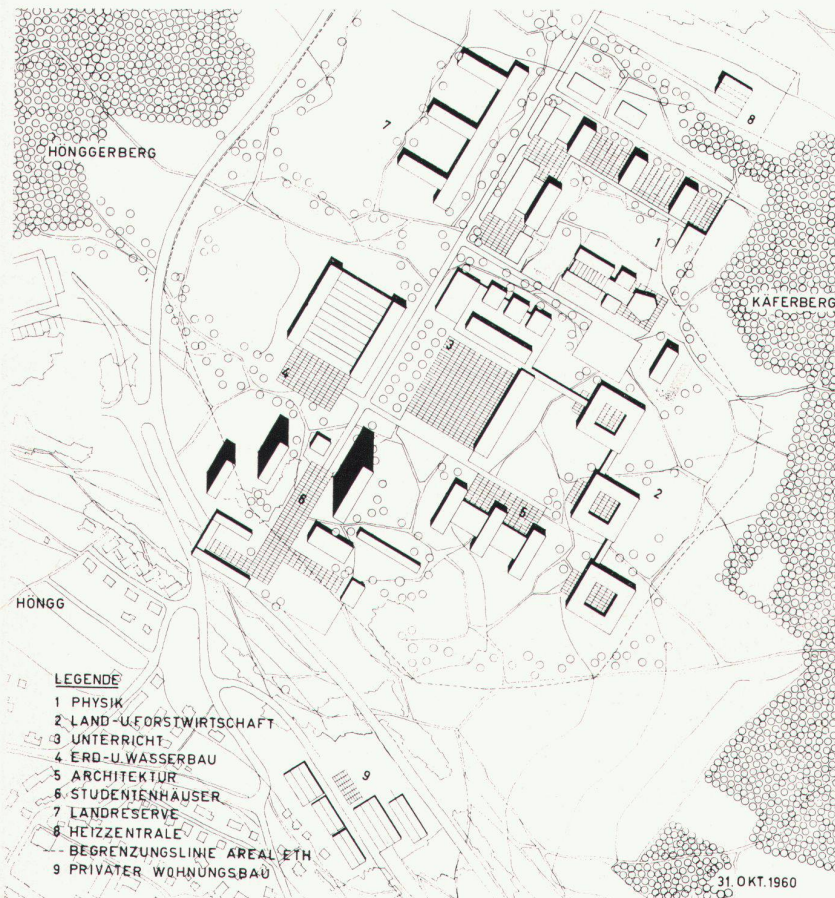 HÖNGGERBERG
7
8
1
KÄFERBERG
3
4
2
6
5
HÖNGG
LEGENDE
1 PHYSIK
2 LAND-U.FORSTWIRTSCHAFT
3 UNTERRICHT
4 ERD-U.WASSERBAU
5 ARCHITEKTUR
6 STUDENTENHÄUSER
7 LANDRESERVE
8 HEIZZENTRALE
--- BEGRENZUNGSLINIE AREAL ETH
9 PRIVATER WOHNUNGSBAU
9
31. OKT. 1960